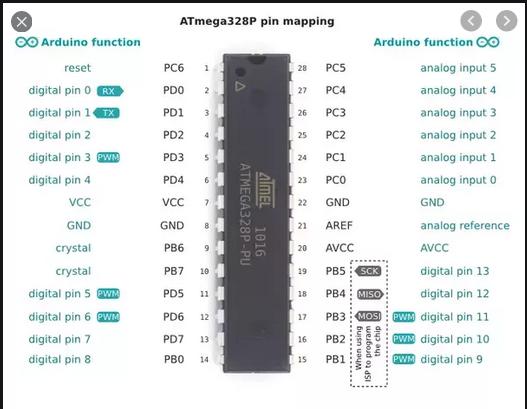 ATmega328P pin mapping
Arduino function
Arduino function
reset PC6 1 28 PC5 analog input 5
digital pin 0 RX PD0 2 27 PC4 analog input 4
digital pin 1 TX PD1 3 26 PC3 analog input 3
digital pin 2 PD2 4 25 PC2 analog input 2
digital pin 3 PWM PD3 5 24 PC1 analog input 1
digital pin 4 PD4 6 23 PC0 analog input 0
VCC VCC 7 22 GND GND
GND GND 8 21 AREF analog reference
crystal PB6 9 20 AVCC AVCC
crystal PB7 10 19 PB5 SCK digital pin 13
digital pin 5 PWM PD5 11 18 PB4 MISO digital pin 12
digital pin 6 PWM PD6 12 17 PB3 MOSI PWM digital pin 11
digital pin 7 PD7 13 16 PB2 PWM digital pin 10
digital pin 8 PB0 14 15 PB1 PWM digital pin 9
When using
ISP to program
the chip
ATMEL 1016
ATMEGA328P-PU